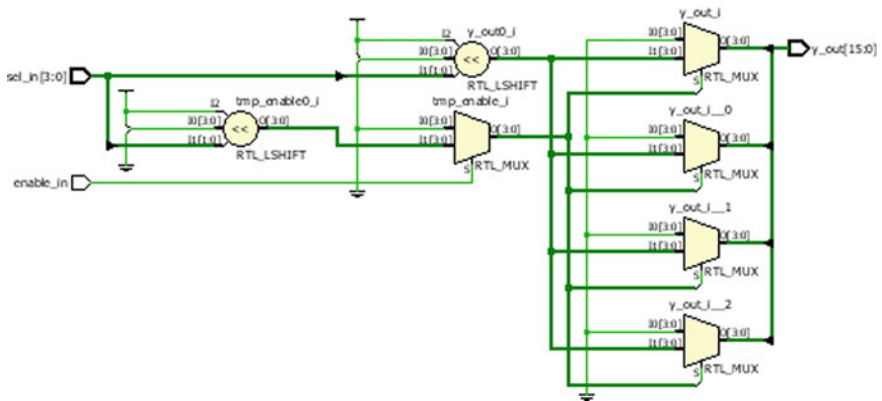 y_out_i
I0[3:0]
I1[3:0]
O[3:0]
S
RTL_MUX
y_out[15:0]
I2
y_out0_i
I0[3:0]
I1[1:0]
O[3:0]
<<
RTL_LSHIFT
sel_in[3:0]
I2
tmp_enable0_i
I0[3:0]
I1[1:0]
O[3:0]
<<
RTL_LSHIFT
tmp_enable_i
I0[3:0]
I1[3:0]
O[3:0]
S
RTL_MUX
enable_in
y_out_i__0
I0[3:0]
I1[3:0]
O[3:0]
S
RTL_MUX
y_out_i__1
I0[3:0]
I1[3:0]
O[3:0]
S
RTL_MUX
y_out_i__2
I0[3:0]
I1[3:0]
O[3:0]
S
RTL_MUX